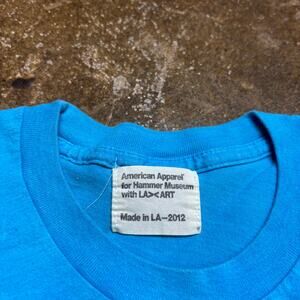 American Apparel®
for Hammer Museum
with LA><ART
Made in LA—2012